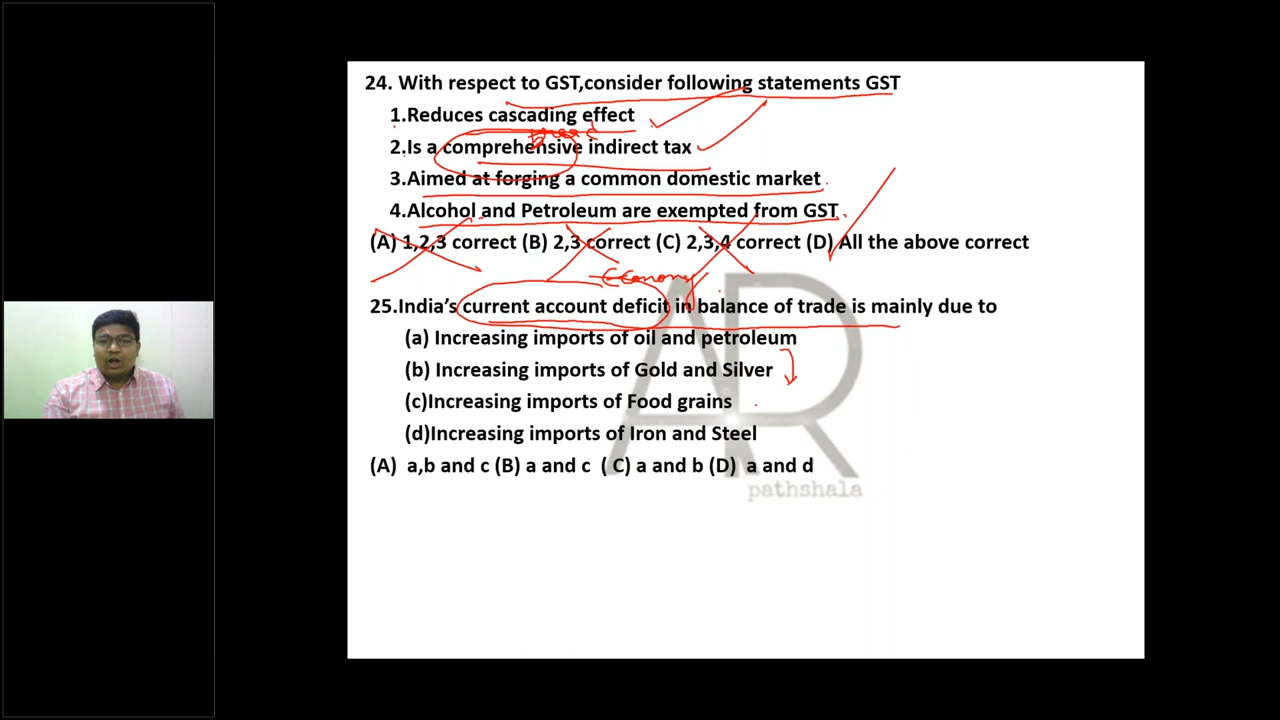 24. With respect to GST,consider following statements GST
1.Reduces cascading effect
broad
2.Is a comprehensive indirect tax
3.Aimed at forging a common domestic market
4.Alcohol and Petroleum are exempted from GST
(A) 1,2,3 correct (B) 2,3 correct (C) 2,3,4 correct (D) All the above correct
Economy
25.India's current account deficit in balance of trade is mainly due to
(a) Increasing imports of oil and petroleum
(b) Increasing imports of Gold and Silver
(c)Increasing imports of Food grains
(d)Increasing imports of Iron and Steel
(A) a,b and c (B) a and c ( C) a and b (D) a and d
AR
pathshala